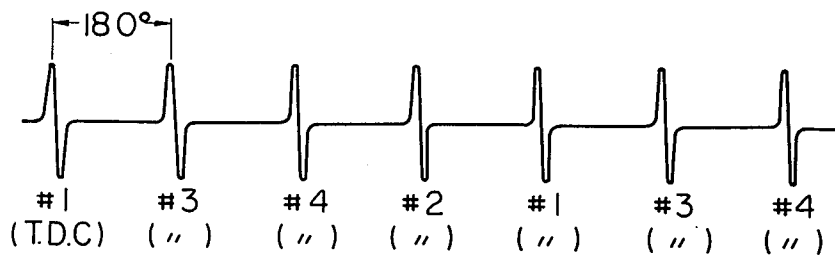 180°
#1 #3 #4 #2 #1 #3 #4
(T.D.C) ( 〃 ) ( 〃 ) ( 〃 ) ( 〃 ) ( 〃 ) ( 〃 )